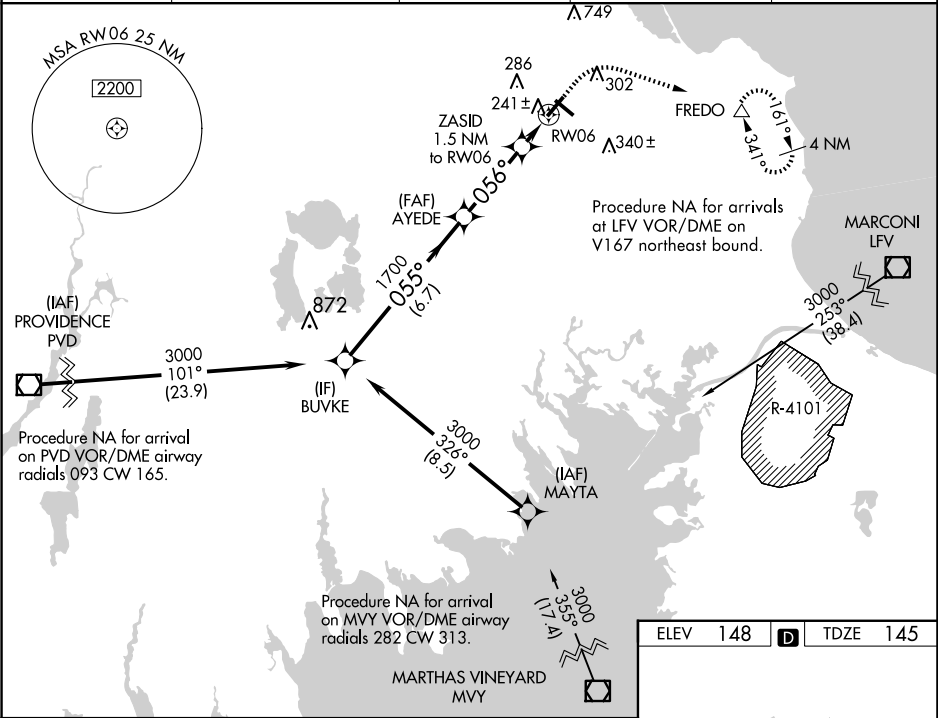 749
MSA RW06 25 NM
2200
286
241±
302
FREDO
161°
341°
4 NM
ZASID
1.5 NM
to RW06
RW06
340±
056°
(FAF)
AYEDE
Procedure NA for arrivals
at LFV VOR/DME on
V167 northeast bound.
MARCONI
LFV
1700
055°
(6.7)
3000
253°
(38.4)
872
(IAF)
PROVIDENCE
PVD
3000
101°
(23.9)
(IF)
BUVKE
R-4101
Procedure NA for arrival
on PVD VOR/DME airway
radials 093 CW 165.
3000
326°
(8.5)
(IAF)
MAYTA
Procedure NA for arrival
on MVY VOR/DME airway
radials 282 CW 313.
3000
355°
(17.4)
MARTHAS VINEYARD
MVY
ELEV 148 D TDZE 145